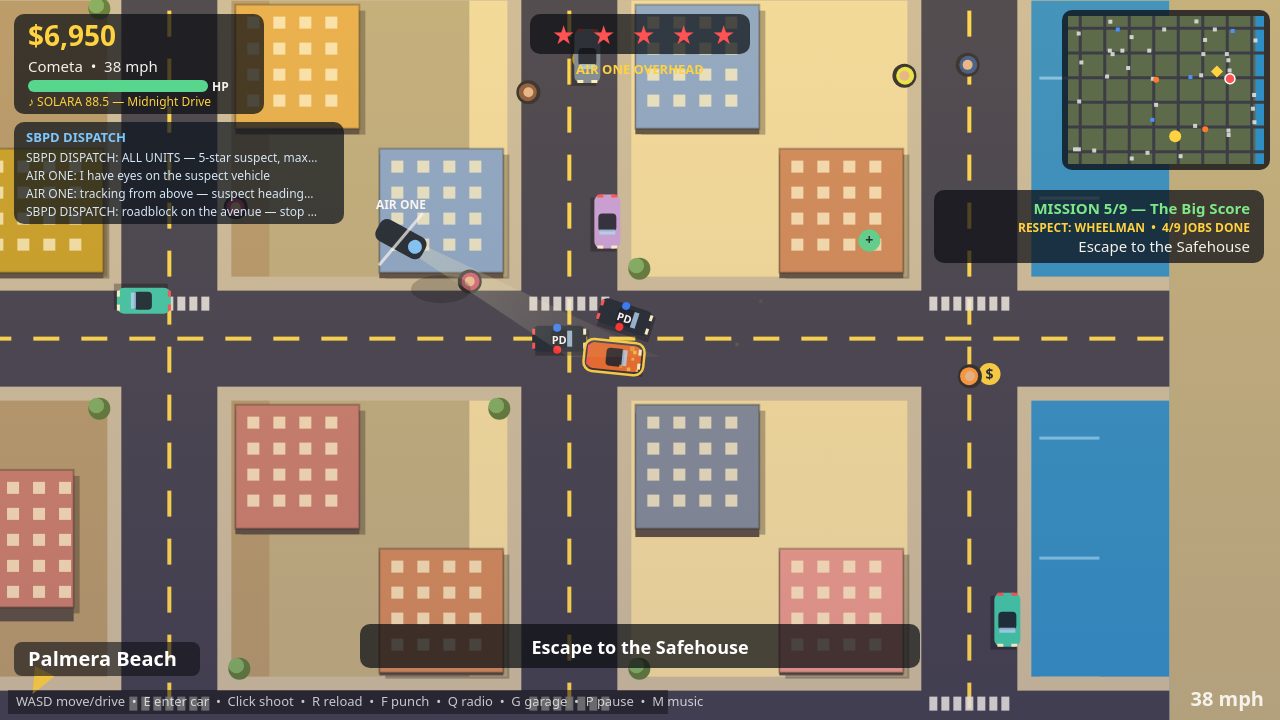 $6,950
Cometa • 38 mph
HP
♪ SOLARA 88.5 — Midnight Drive
SBPD DISPATCH
SBPD DISPATCH: ALL UNITS — 5-star suspect, max...
AIR ONE: I have eyes on the suspect vehicle
AIR ONE: tracking from above — suspect heading...
SBPD DISPATCH: roadblock on the avenue — stop ...
★ ★ ★ ★ ★
AIR ONE OVERHEAD
MISSION 5/9 — The Big Score
RESPECT: WHEELMAN • 4/9 JOBS DONE
Escape to the Safehouse
AIR ONE
+
PD
PD
$
Escape to the Safehouse
Palmera Beach
WASD move/drive • E enter car • Click shoot • R reload • F punch • Q radio • G garage • P pause • M music
38 mph